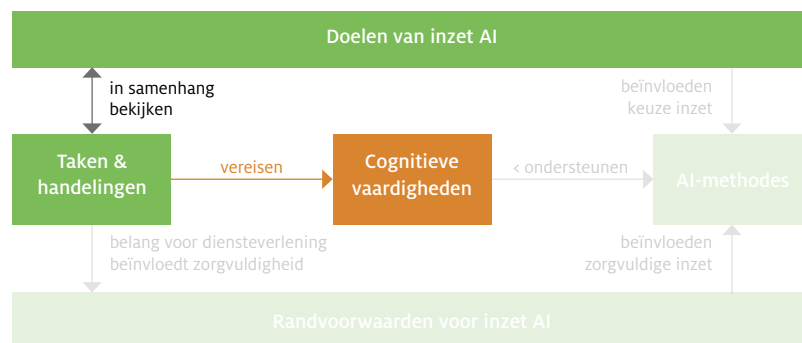 Doelen van inzet AI
in samenhang
bekijken
beïnvloeden
keuze inzet
Taken &
handelingen
vereisen
Cognitieve
vaardigheden
< ondersteunen
AI-methodes
belang voor diensteverlening
beïnvloedt zorgvuldigheid
beïnvloeden
zorgvuldige inzet
Randvoorwaarden voor inzet AI